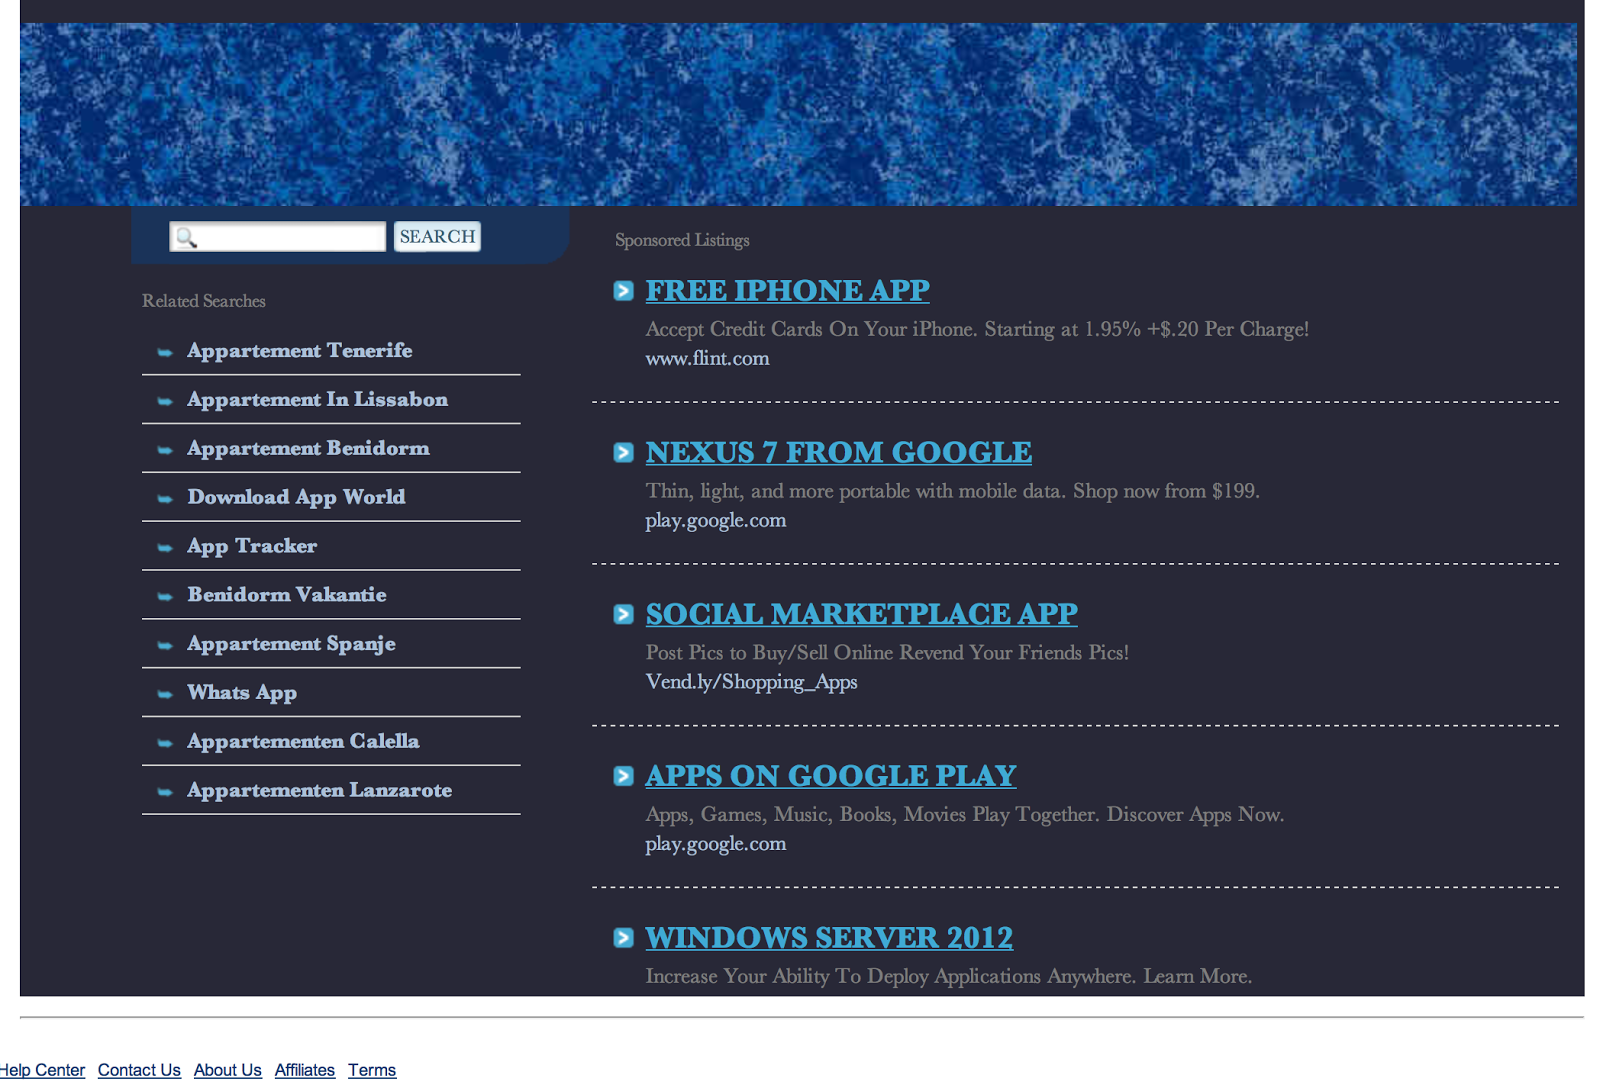 SEARCH
Related Searches
Appartement Tenerife
Appartement In Lissabon
Appartement Benidorm
Download App World
App Tracker
Benidorm Vakantie
Appartement Spanje
Whats App
Appartementen Calella
Appartementen Lanzarote
Sponsored Listings
FREE IPHONE APP
Accept Credit Cards On Your iPhone. Starting at 1.95% +$.20 Per Charge!
www.flint.com
NEXUS 7 FROM GOOGLE
Thin, light, and more portable with mobile data. Shop now from $199.
play.google.com
SOCIAL MARKETPLACE APP
Post Pics to Buy/Sell Online Revend Your Friends Pics!
Vend.ly/Shopping_Apps
APPS ON GOOGLE PLAY
Apps, Games, Music, Books, Movies Play Together. Discover Apps Now.
play.google.com
WINDOWS SERVER 2012
Increase Your Ability To Deploy Applications Anywhere. Learn More.
Help Center Contact Us About Us Affiliates Terms